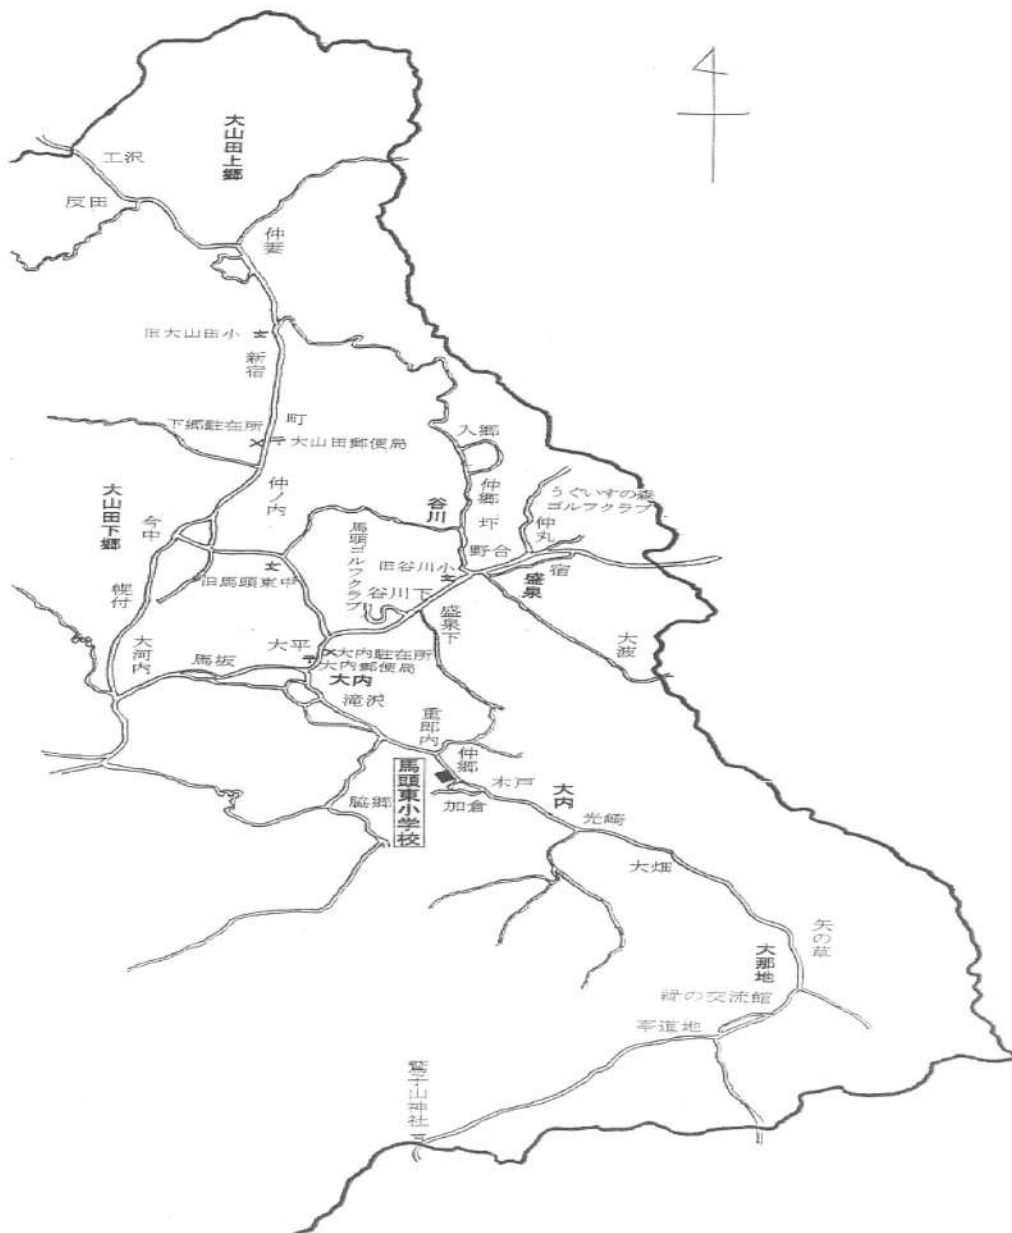 大山田上郷
工沢
反田
仲妻
旧大山田小
新宿
町
下郷駐在所
大山田郵便局
入郷
仲郷
うぐいすの森
ゴルフクラブ
大山田下郷
仲ノ内
谷川
圷
仲丸
今中
馬頭ゴルフクラブ
野合
宿
旧馬頭東中
旧谷川小
盛泉
谷川下
幌付
盛泉下
大河内
大平
大内駐在所
大波
馬坂
大内郵便局
大内
滝沢
重郎内
仲郷
馬頭東小学校
木戸
脇郷
加倉
大内
光崎
大畑
矢の草
大那地
緑の交流館
鷲子山神社